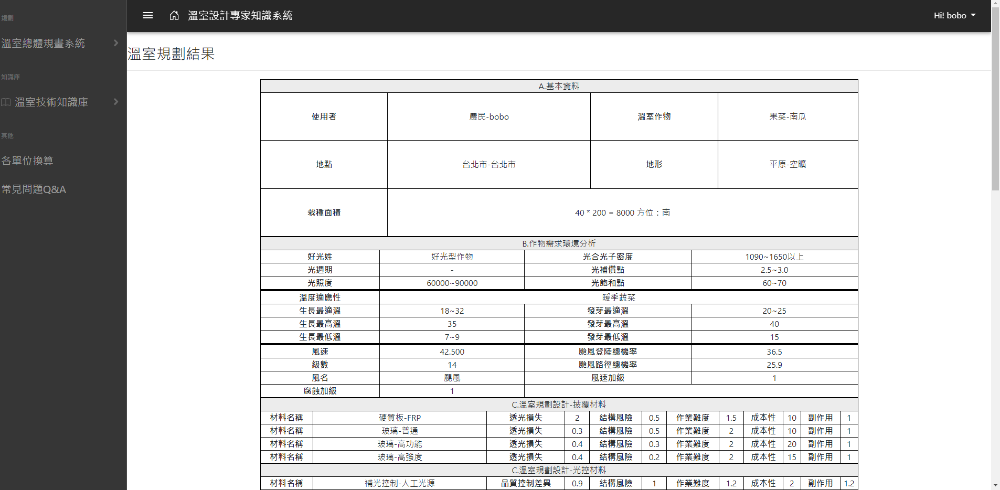 溫室設計專家知識系統
Hi! bobo
規劃
溫室總體規畫系統
知識庫
溫室技術知識庫
其他
各單位換算
常見問題Q&A
溫室規劃結果
A.基本資料
使用者 農民-bobo 溫室作物 果菜-南瓜
地點 台北市-台北市 地形 平原-空曠
栽種面積 40 * 200 = 8000 方位：南
B.作物需求環境分析
好光姓 好光型作物 光合光子密度 1090~1650以上
光週期 - 光補償點 2.5~3.0
光照度 60000~90000 光飽和點 60~70
溫度適應性 暖季蔬菜
生長最適溫 18~32 發芽最適溫 20~25
生長最高溫 35 發芽最高溫 40
生長最低溫 7~9 發芽最低溫 15
風速 42.500 颱風登陸總機率 36.5
級數 14 颱風路徑總機率 25.9
風名 颶風 風速加級 1
腐蝕加級 1
C.溫室規劃設計-披覆材料
材料名稱 硬質板-FRP 透光損失 2 結構風險 0.5 作業難度 1.5 成本性 10 副作用 1
材料名稱 玻璃-普通 透光損失 0.3 結構風險 0.5 作業難度 2 成本性 10 副作用 1
材料名稱 玻璃-高功能 透光損失 0.4 結構風險 0.3 作業難度 2 成本性 20 副作用 1
材料名稱 玻璃-高強度 透光損失 0.4 結構風險 0.2 作業難度 2 成本性 15 副作用 1
C.溫室規劃設計-光控材料
材料名稱 補光控制-人工光源 品質控制差異 0.9 結構風險 1 作業難度 1.2 成本性 2 副作用 1.2